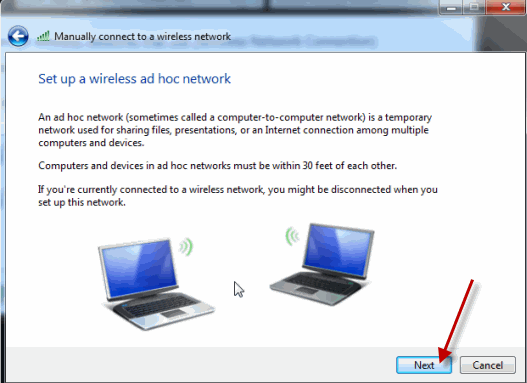 Manually connect to a wireless network
Set up a wireless ad hoc network
An ad hoc network (sometimes called a computer-to-computer network) is a temporary
network used for sharing files, presentations, or an Internet connection among multiple
computers and devices.
Computers and devices in ad hoc networks must be within 30 feet of each other.
If you're currently connected to a wireless network, you might be disconnected when you
set up this network.
Next
Cancel